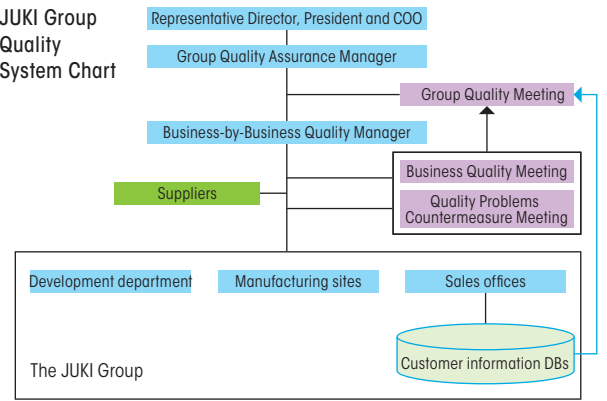 JUKI Group
Quality
System Chart
Representative Director, President and COO
Group Quality Assurance Manager
Group Quality Meeting
Business-by-Business Quality Manager
Business Quality Meeting
Suppliers
Quality Problems
Countermeasure Meeting
Development department
Manufacturing sites
Sales offices
Customer information DBs
The JUKI Group